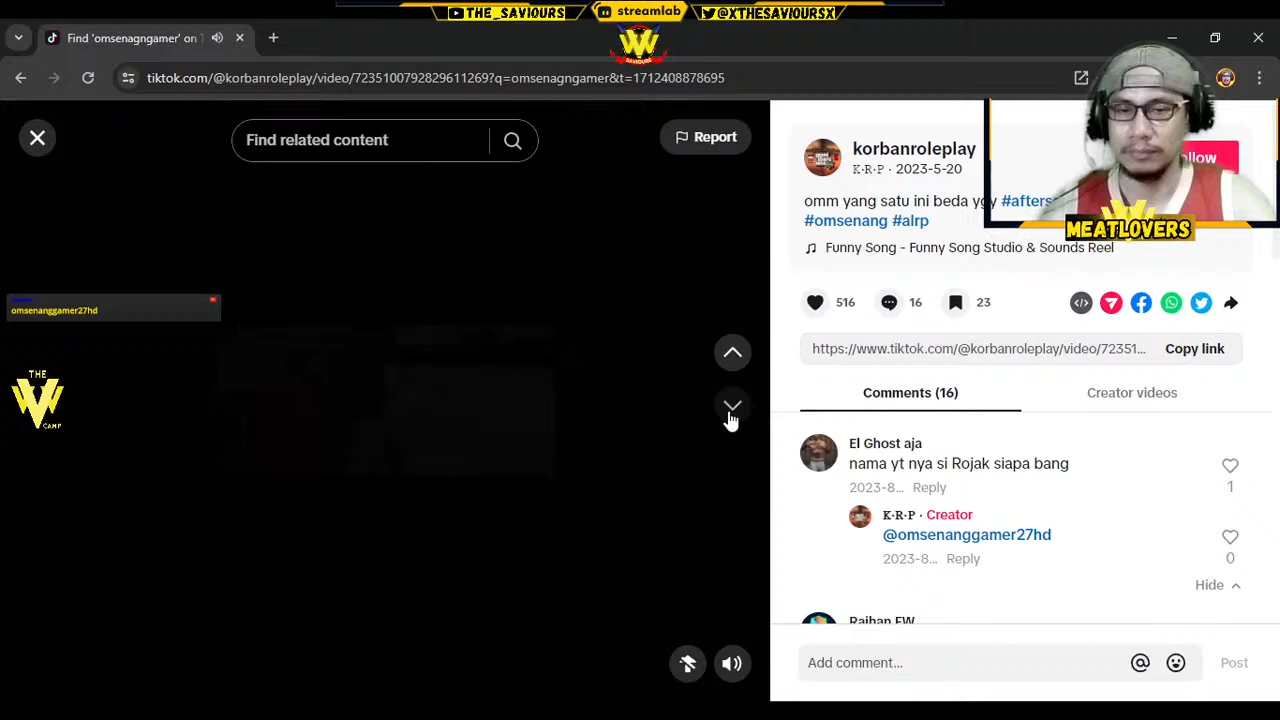 THE_SAVIOURS
streamlab
@XTHESAVIOURSX
Find 'omsenagngamer' on T
SAVIOURS
tiktok.com/@korbanroleplay/video/7235100792829611269?q=omsenagngamer&t=1712408878695
Find related content
Report
korbanroleplay
K·R·P · 2023-5-20
ollow
omm yang satu ini beda ygy #afters
#omsenang #alrp
MEATLOVERS
Funny Song - Funny Song Studio & Sounds Reel
omsenanggamer27hd
THE
W
CAMP
516
16
23
https://www.tiktok.com/@korbanroleplay/video/72351...
Copy link
Comments (16)
Creator videos
El Ghost aja
nama yt nya si Rojak siapa bang
2023-8... Reply
1
K·R·P · Creator
@omsenanggamer27hd
2023-8... Reply
0
Hide
Raihan FW
Add comment...
Post